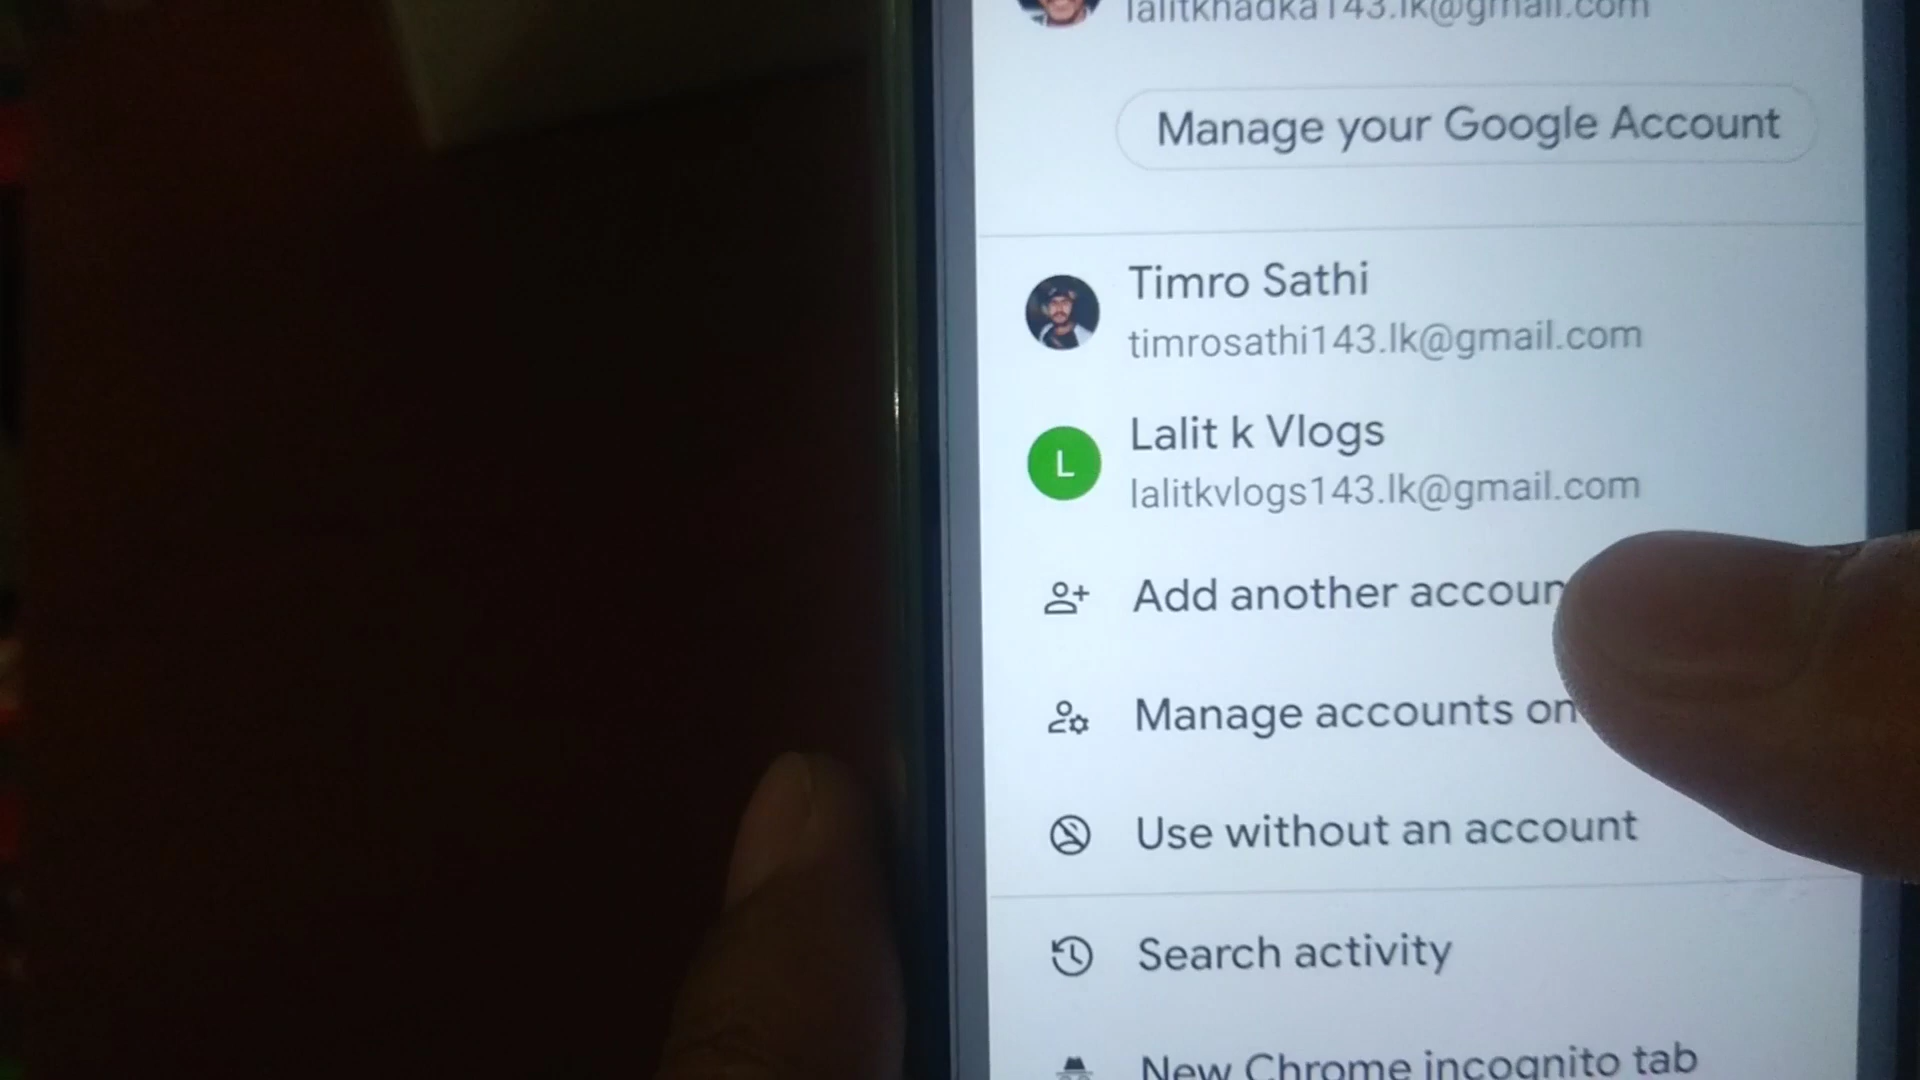 lalitkhadka143.lk@gmail.com
Manage your Google Account
Timro Sathi
timrosathi143.lk@gmail.com
L
Lalit k Vlogs
lalitkvlogs143.lk@gmail.com
Add another accoun
Manage accounts on
Use without an account
Search activity
New Chrome incognito tab